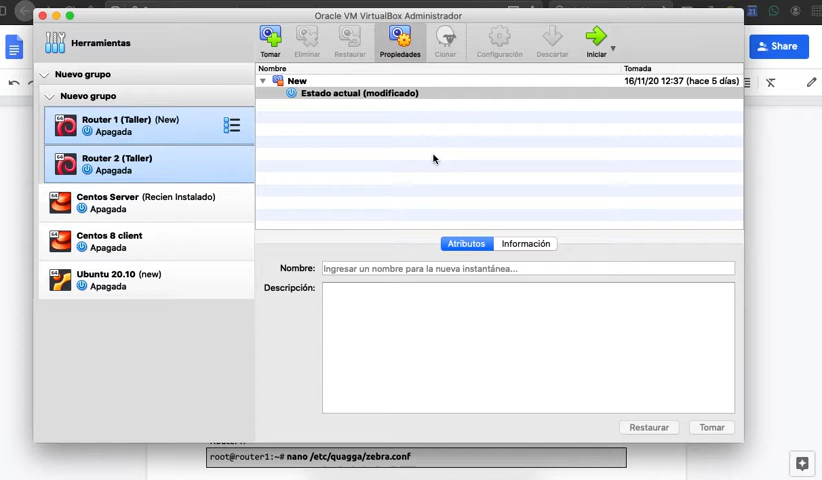 Oracle VM VirtualBox Administrador
Herramientas
Tomar
Eliminar
Restaurar
Propiedades
Clonar
Configuración
Descartar
Iniciar
Share
Nuevo grupo
Nuevo grupo
Router 1 (Taller) (New)
Apagada
Router 2 (Taller)
Apagada
Centos Server (Recien Instalado)
Apagada
Centos 8 client
Apagada
Ubuntu 20.10 (new)
Apagada
Nombre Tomada
New 16/11/20 12:37 (hace 5 días)
Estado actual (modificado)
Atributos Información
Nombre: Ingresar un nombre para la nueva instantánea...
Descripción:
Restaurar Tomar
root@router1:~# nano /etc/quagga/zebra.conf